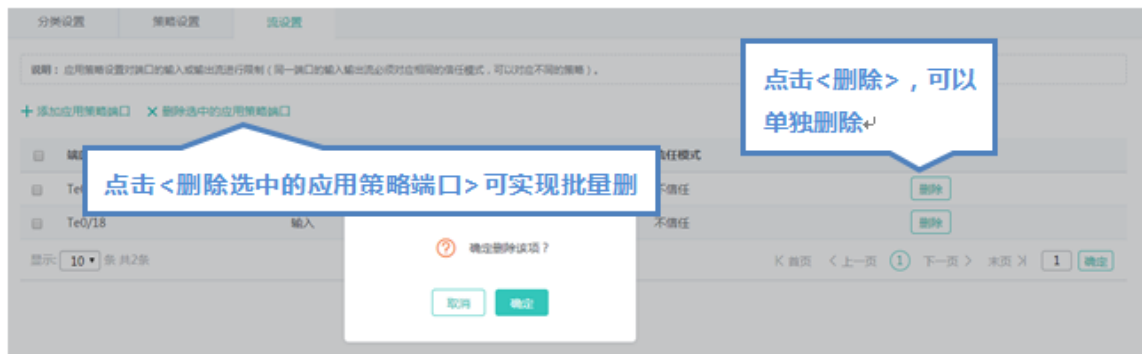 分类设置 策略设置 流设置
说明：应用策略设置对端口的输入或输出流进行限制（同一端口的输入输出流必须对应相同的信任模式，可以对应不同的策略）。
点击<删除>，可以
单独删除↵
添加应用策略端口 删除选中的应用策略端口
信任模式
点击<删除选中的应用策略端口>可实现批量删
不信任 删除
Te0/18 输入 不信任 删除
确定删除该项？
显示: 10 条 共2条 首页 上一页 1 下一页 末页 1 确定
取消 确定